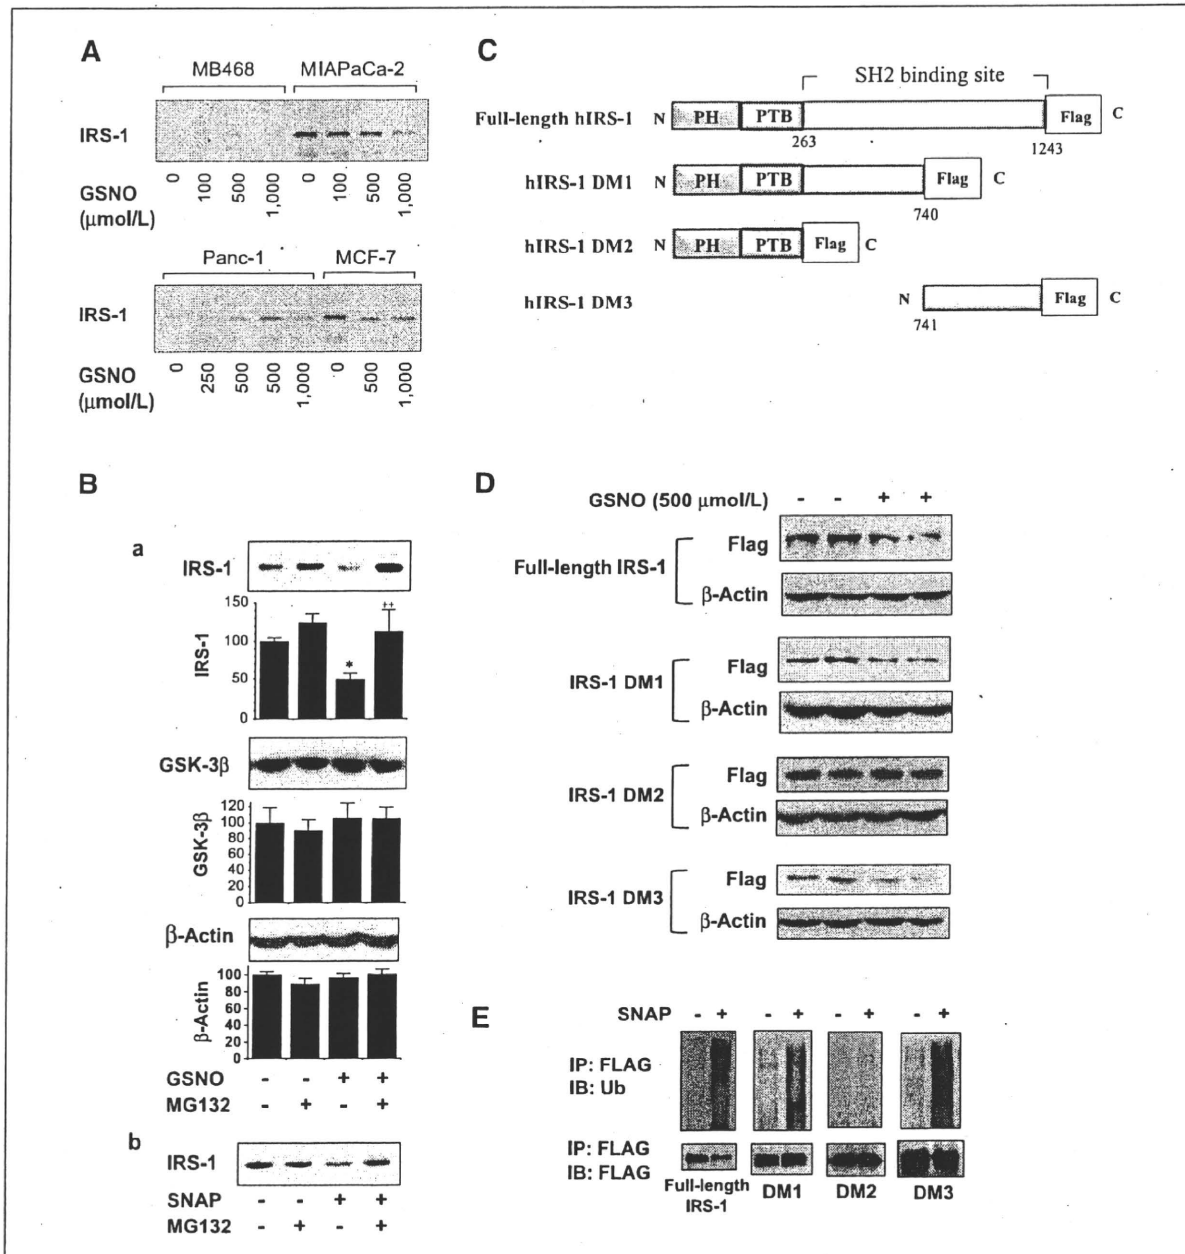 A
MB468 MIAPaCa-2
IRS-1
GSNO (μmol/L)
0 100 500 1,000 0 100 500 1,000
Panc-1 MCF-7
IRS-1
GSNO (μmol/L)
0 250 500 500 1,000 0 500 1,000
B
a
IRS-1
IRS-1
150
100
50
0
*
++
GSK-3β
GSK-3β
120
100
80
60
40
20
0
β-Actin
β-Actin
100
80
60
40
20
0
GSNO - - + +
MG132 - + - +
b
IRS-1
SNAP - - + +
MG132 - + - +
C
SH2 binding site
Full-length hIRS-1 N PH PTB Flag C
263 1243
hIRS-1 DM1 N PH PTB Flag C
740
hIRS-1 DM2 N PH PTB Flag C
hIRS-1 DM3 N Flag C
741
D
GSNO (500 μmol/L) - - + +
Full-length IRS-1
Flag
β-Actin
IRS-1 DM1
Flag
β-Actin
IRS-1 DM2
Flag
β-Actin
IRS-1 DM3
Flag
β-Actin
E
SNAP - + - + - + - +
IP: FLAG
IB: Ub
IP: FLAG
IB: FLAG
Full-length IRS-1 DM1 DM2 DM3